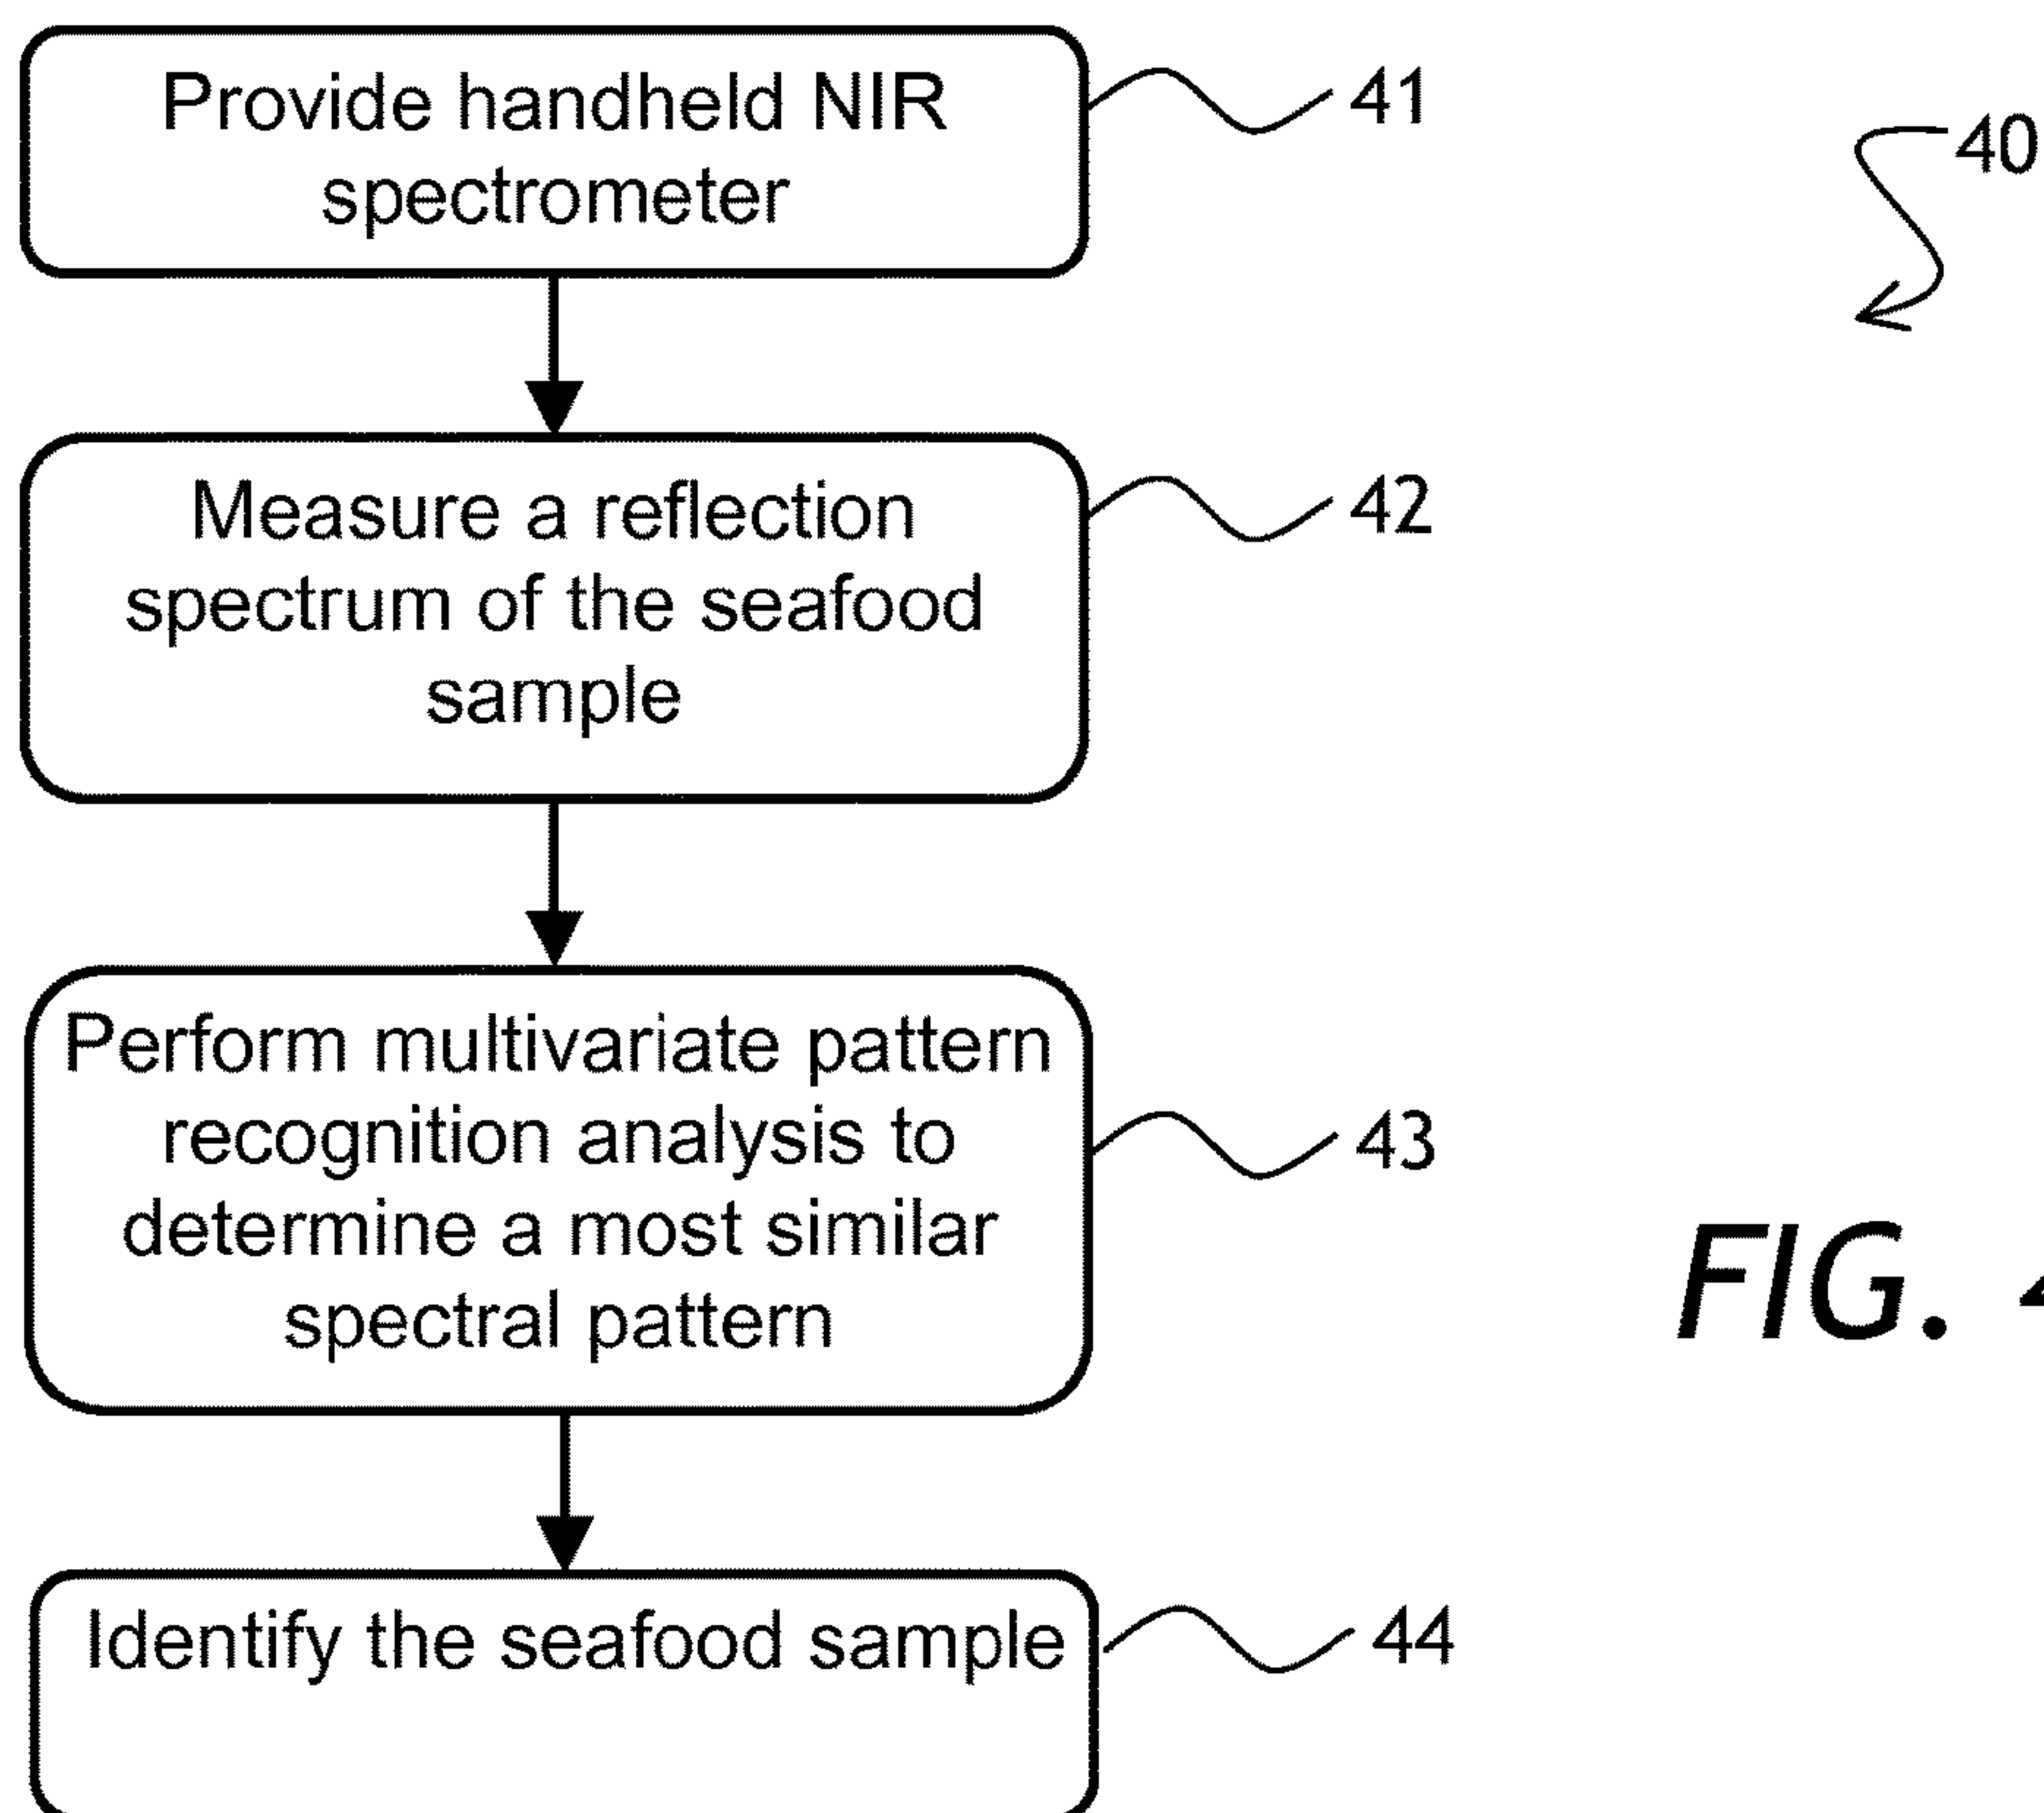 Provide handheld NIR
spectrometer
41
40
Measure a reflection
spectrum of the seafood
sample
42
Perform multivariate pattern
recognition analysis to
determine a most similar
spectral pattern
43
FIG.
Identify the seafood sample
44